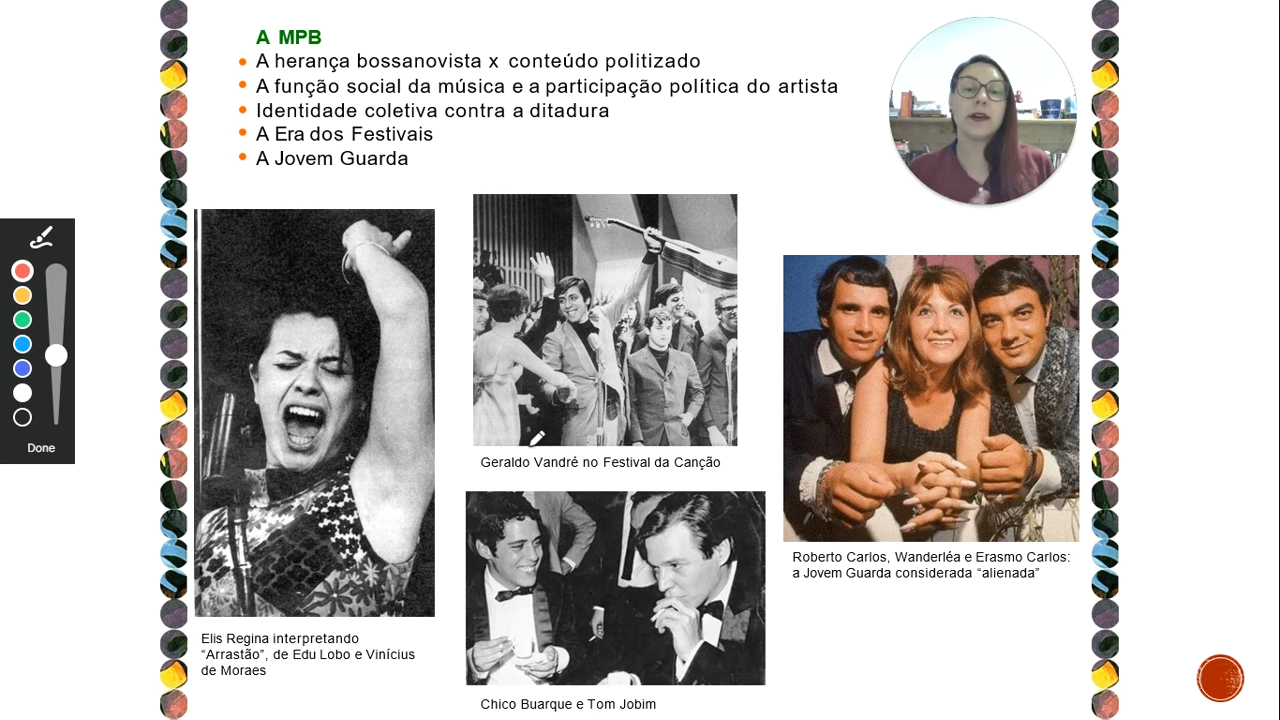 A MPB
A herança bossanovista x conteúdo politizado
A função social da música e a participação política do artista
Identidade coletiva contra a ditadura
A Era dos Festivais
A Jovem Guarda
Done
Geraldo Vandré no Festival da Canção
Roberto Carlos, Wanderléa e Erasmo Carlos:
a Jovem Guarda considerada “alienada”
Elis Regina interpretando
“Arrastão”, de Edu Lobo e Vinícius
de Moraes
Chico Buarque e Tom Jobim